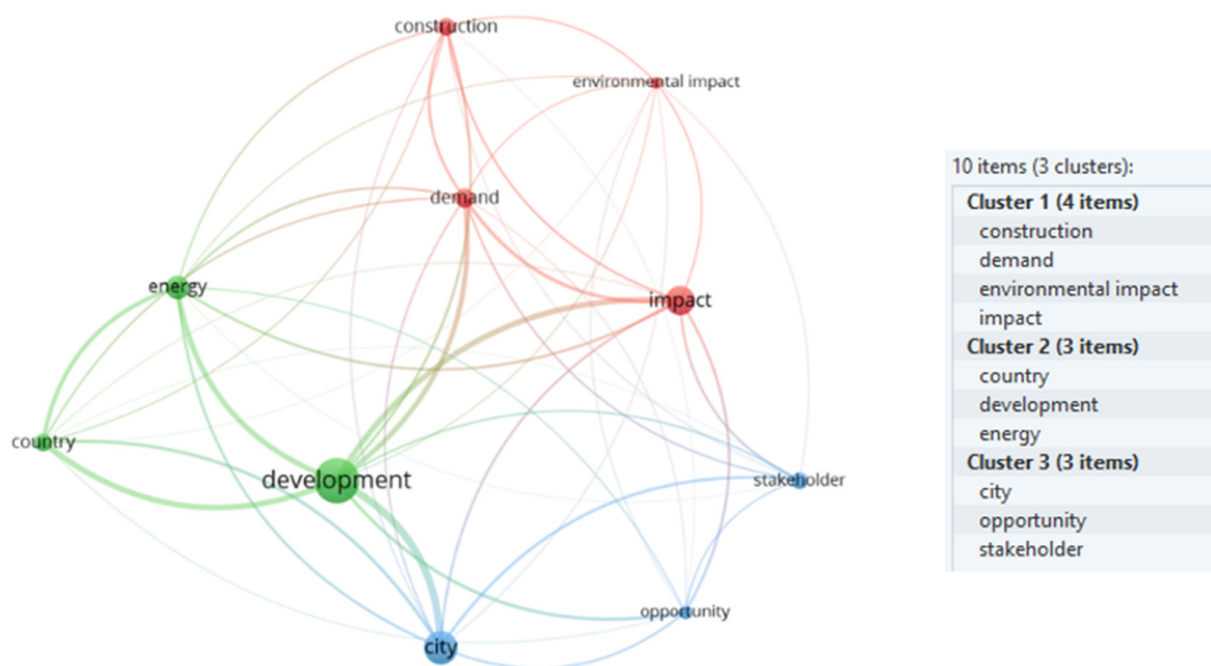 construction
environmental impact
demand
energy
impact
country
development
stakeholder
opportunity
city
10 items (3 clusters):
Cluster 1 (4 items)
construction
demand
environmental impact
impact
Cluster 2 (3 items)
country
development
energy
Cluster 3 (3 items)
city
opportunity
stakeholder